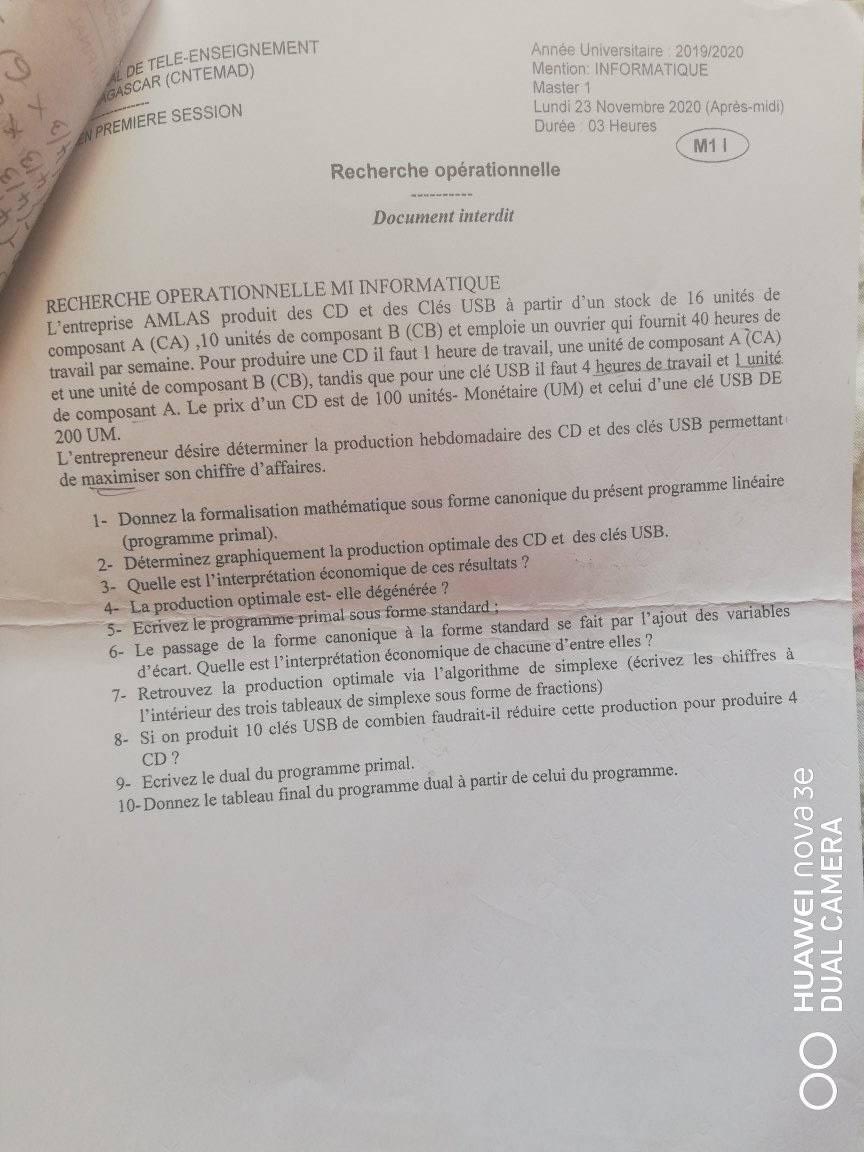 DE TELE-ENSEIGNEMENT
(CNTEMAD)
----------
PREMIERE SESSION
Année Universitaire : 2019/2020
Mention: INFORMATIQUE
Master 1
Lundi 23 Novembre 2020 (Après-midi)
Durée : 03 Heures
M1 I
Recherche opérationnelle
----------
Document interdit
RECHERCHE OPERATIONNELLE MI INFORMATIQUE
L'entreprise AMLAS produit des CD et des Clés USB à partir d'un stock de 16 unités de
composant A (CA) ,10 unités de composant B (CB) et emploie un ouvrier qui fournit 40 heures de
travail par semaine. Pour produire une CD il faut 1 heure de travail, une unité de composant A (CA)
et une unité de composant B (CB), tandis que pour une clé USB il faut 4 heures de travail et 1 unité
de composant A. Le prix d'un CD est de 100 unités- Monétaire (UM) et celui d'une clé USB DE
200 UM.
L'entrepreneur désire déterminer la production hebdomadaire des CD et des clés USB permettant
de maximiser son chiffre d'affaires.
1- Donnez la formalisation mathématique sous forme canonique du présent programme linéaire
(programme primal).
2- Déterminez graphiquement la production optimale des CD et des clés USB.
3- Quelle est l'interprétation économique de ces résultats ?
4- La production optimale est- elle dégénérée ?
5- Ecrivez le programme primal sous forme standard ;
6- Le passage de la forme canonique à la forme standard se fait par l'ajout des variables
d'écart. Quelle est l'interprétation économique de chacune d'entre elles ?
7- Retrouvez la production optimale via l'algorithme de simplexe (écrivez les chiffres à
l'intérieur des trois tableaux de simplexe sous forme de fractions)
8- Si on produit 10 clés USB de combien faudrait-il réduire cette production pour produire 4
CD ?
9- Ecrivez le dual du programme primal.
10-Donnez le tableau final du programme dual à partir de celui du programme.
HUAWEI nova 3e
DUAL CAMERA